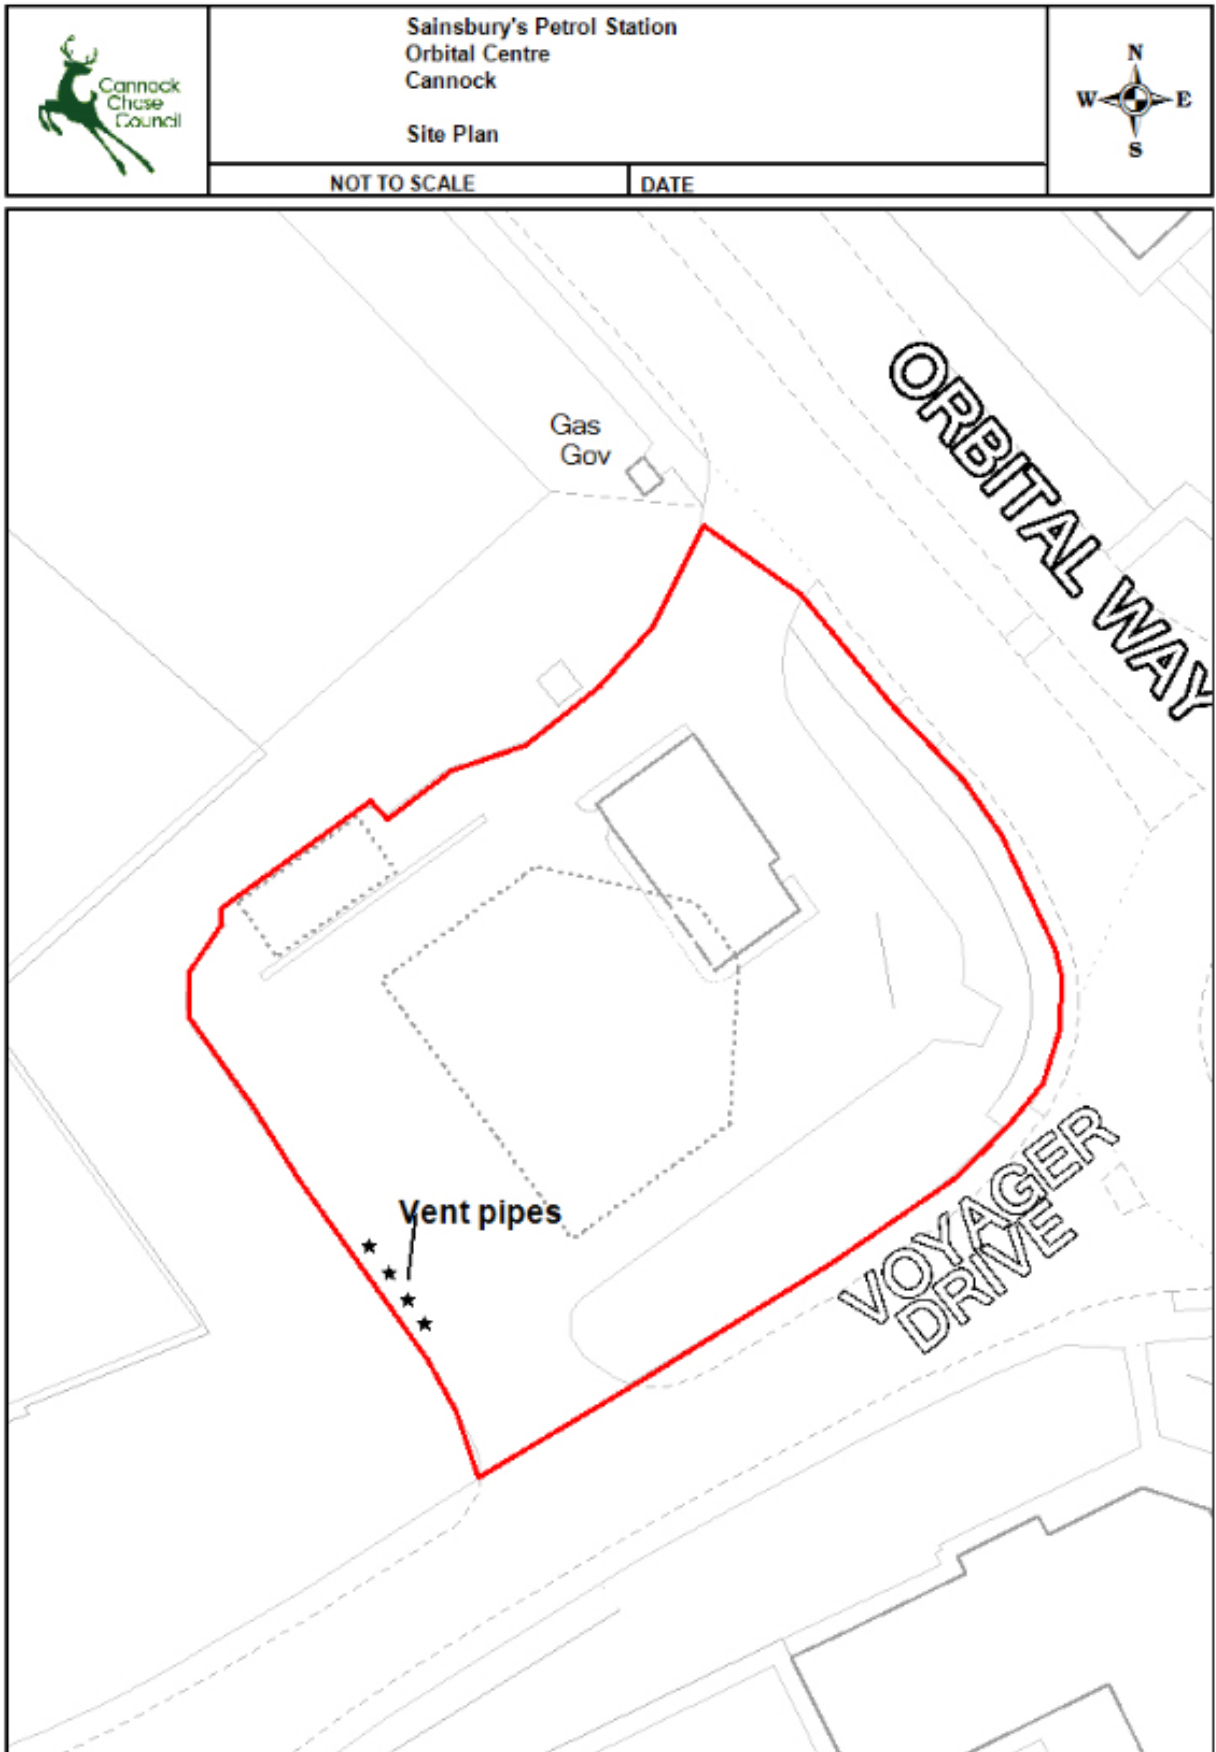 Cannock
Chase
Council
Sainsbury's Petrol Station
Orbital Centre
Cannock
Site Plan
NOT TO SCALE
DATE
N
W E
S
Gas
Gov
ORBITAL WAY
Vent pipes
VOYAGER
DRIVE